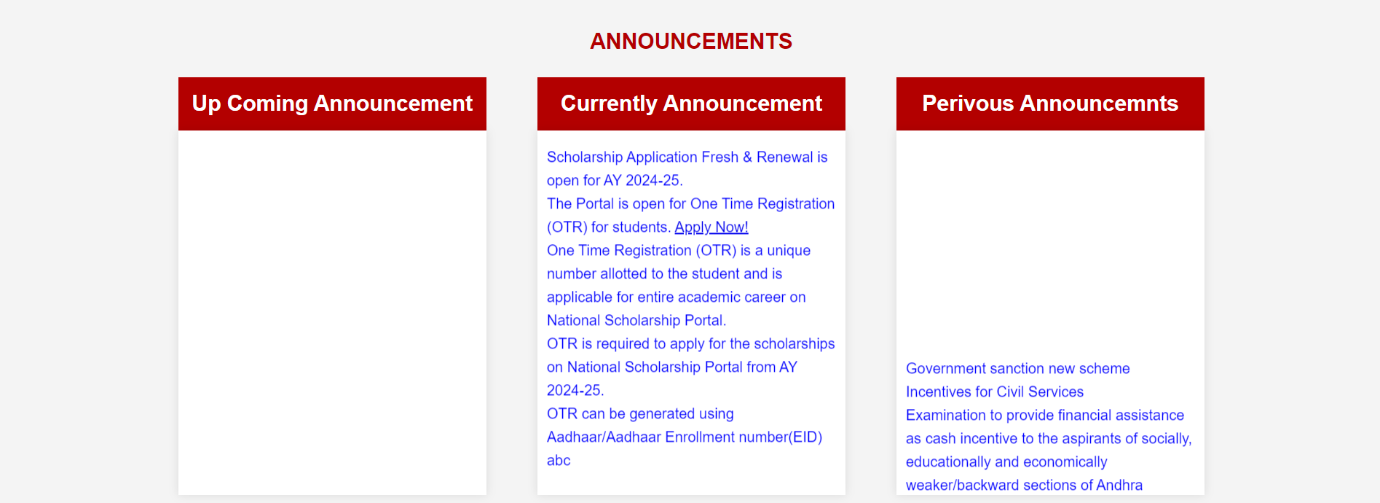 ANNOUNCEMENTS
Up Coming Announcement
Currently Announcement
Scholarship Application Fresh & Renewal is
open for AY 2024-25.
The Portal is open for One Time Registration
(OTR) for students. Apply Now!
One Time Registration (OTR) is a unique
number allotted to the student and is
applicable for entire academic career on
National Scholarship Portal.
OTR is required to apply for the scholarships
on National Scholarship Portal from AY
2024-25.
OTR can be generated using
Aadhaar/Aadhaar Enrollment number(EID)
abc
Perivous Announcemnts
Government sanction new scheme
Incentives for Civil Services
Examination to provide financial assistance
as cash incentive to the aspirants of socially,
educationally and economically
weaker/backward sections of Andhra